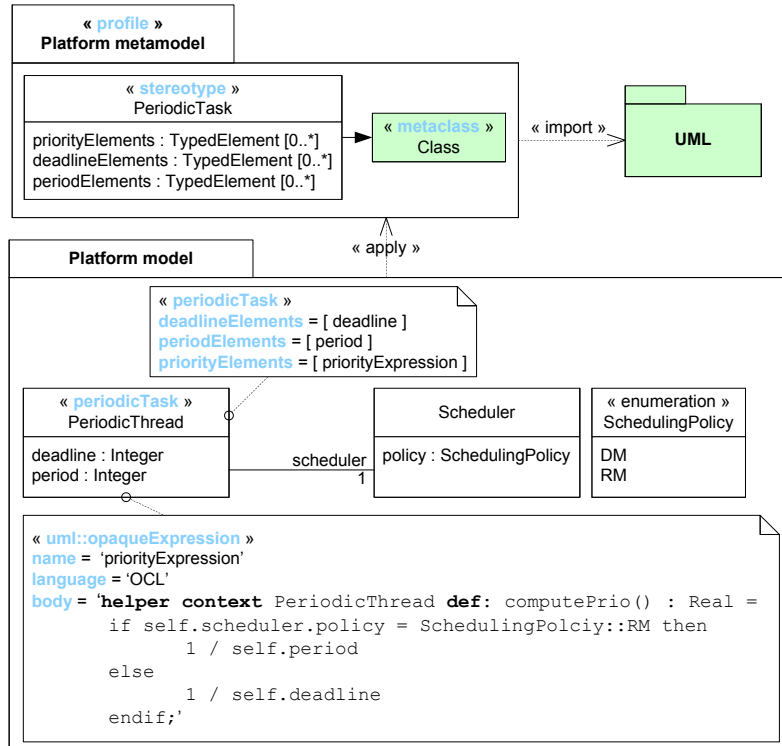 « profile »
Platform metamodel
« stereotype »
PeriodicTask
priorityElements : TypedElement [0..*]
deadlineElements : TypedElement [0..*]
periodElements : TypedElement [0..*]
« metaclass »
Class
« import »
UML
« apply »
Platform model
« periodicTask »
deadlineElements = [ deadline ]
periodElements = [ period ]
priorityElements = [ priorityExpression ]
« periodicTask »
PeriodicThread
deadline : Integer
period : Integer
scheduler
1
Scheduler
policy : SchedulingPolicy
« enumeration »
SchedulingPolicy
DM
RM
« uml::opaqueExpression »
name = ‘priorityExpression’
language = ‘OCL’
body = ‘helper context PeriodicThread def: computePrio() : Real =
if self.scheduler.policy = SchedulingPolciy::RM then
1 / self.period
else
1 / self.deadline
endif;’